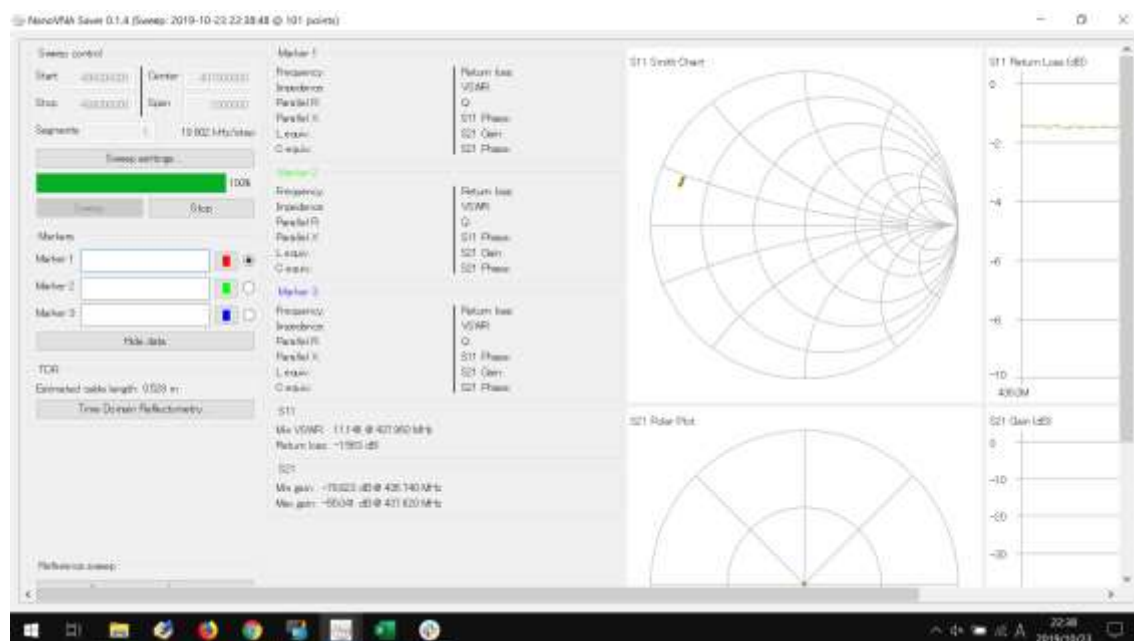 NanoVNA Saver 0.1.4 (Sweep: 2019-10-23 22:38:48 @ 101 points)
Sweep control
Start
Center
Stop
Span
Segments
1
Sweep settings...
100%
Sweep
Stop
Markers
Marker 1
Marker 2
Marker 3
Hide data
TDR
Estimated cable length:
Time Domain Reflectometry...
Reference sweep
Marker 1
Frequency:
Impedance:
Parallel R:
Parallel X:
L equiv.:
C equiv.:
Return loss:
VSWR:
Q:
S11 Phase:
S21 Gain:
S21 Phase:
Marker 2
Frequency:
Impedance:
Parallel R:
Parallel X:
L equiv.:
C equiv.:
Return loss:
VSWR:
Q:
S11 Phase:
S21 Gain:
S21 Phase:
Marker 3
Frequency:
Impedance:
Parallel R:
Parallel X:
L equiv.:
C equiv.:
Return loss:
VSWR:
Q:
S11 Phase:
S21 Gain:
S21 Phase:
S11
Min VSWR:
Return loss:
S21
Min gain:
Max gain:
S11 Smith Chart
S11 Return Loss (dB)
0
-2
-4
-6
-8
-10
S21 Polar Plot
S21 Gain (dB)
0
-10
-20
-30
A
22:38
2019/10/23